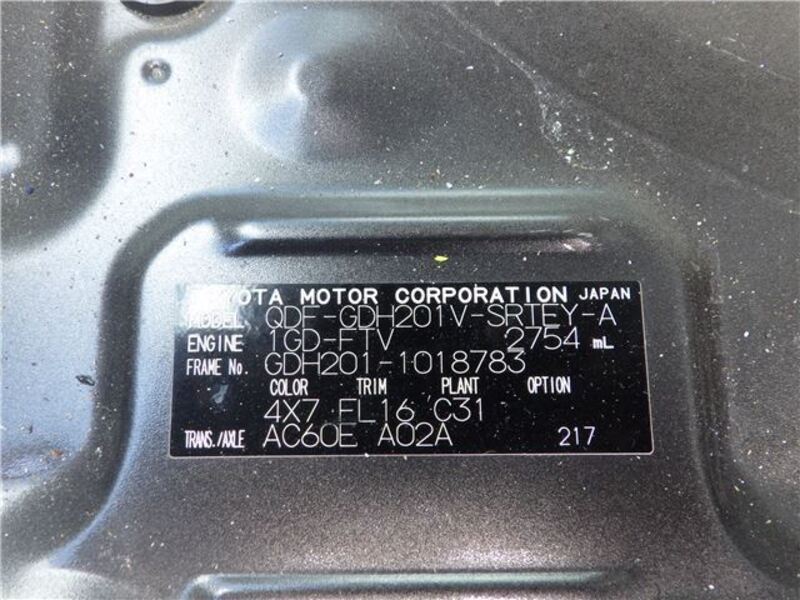 TOYOTA MOTOR CORPORATION JAPAN
MODEL QDF-GDH201V-SRTEY-A
ENGINE 1GD-FTV 2754 mL
FRAME No. GDH201-1018783
COLOR TRIM PLANT OPTION
4X7 FL16 C31
TRANS./AXLE AC60E A02A 217